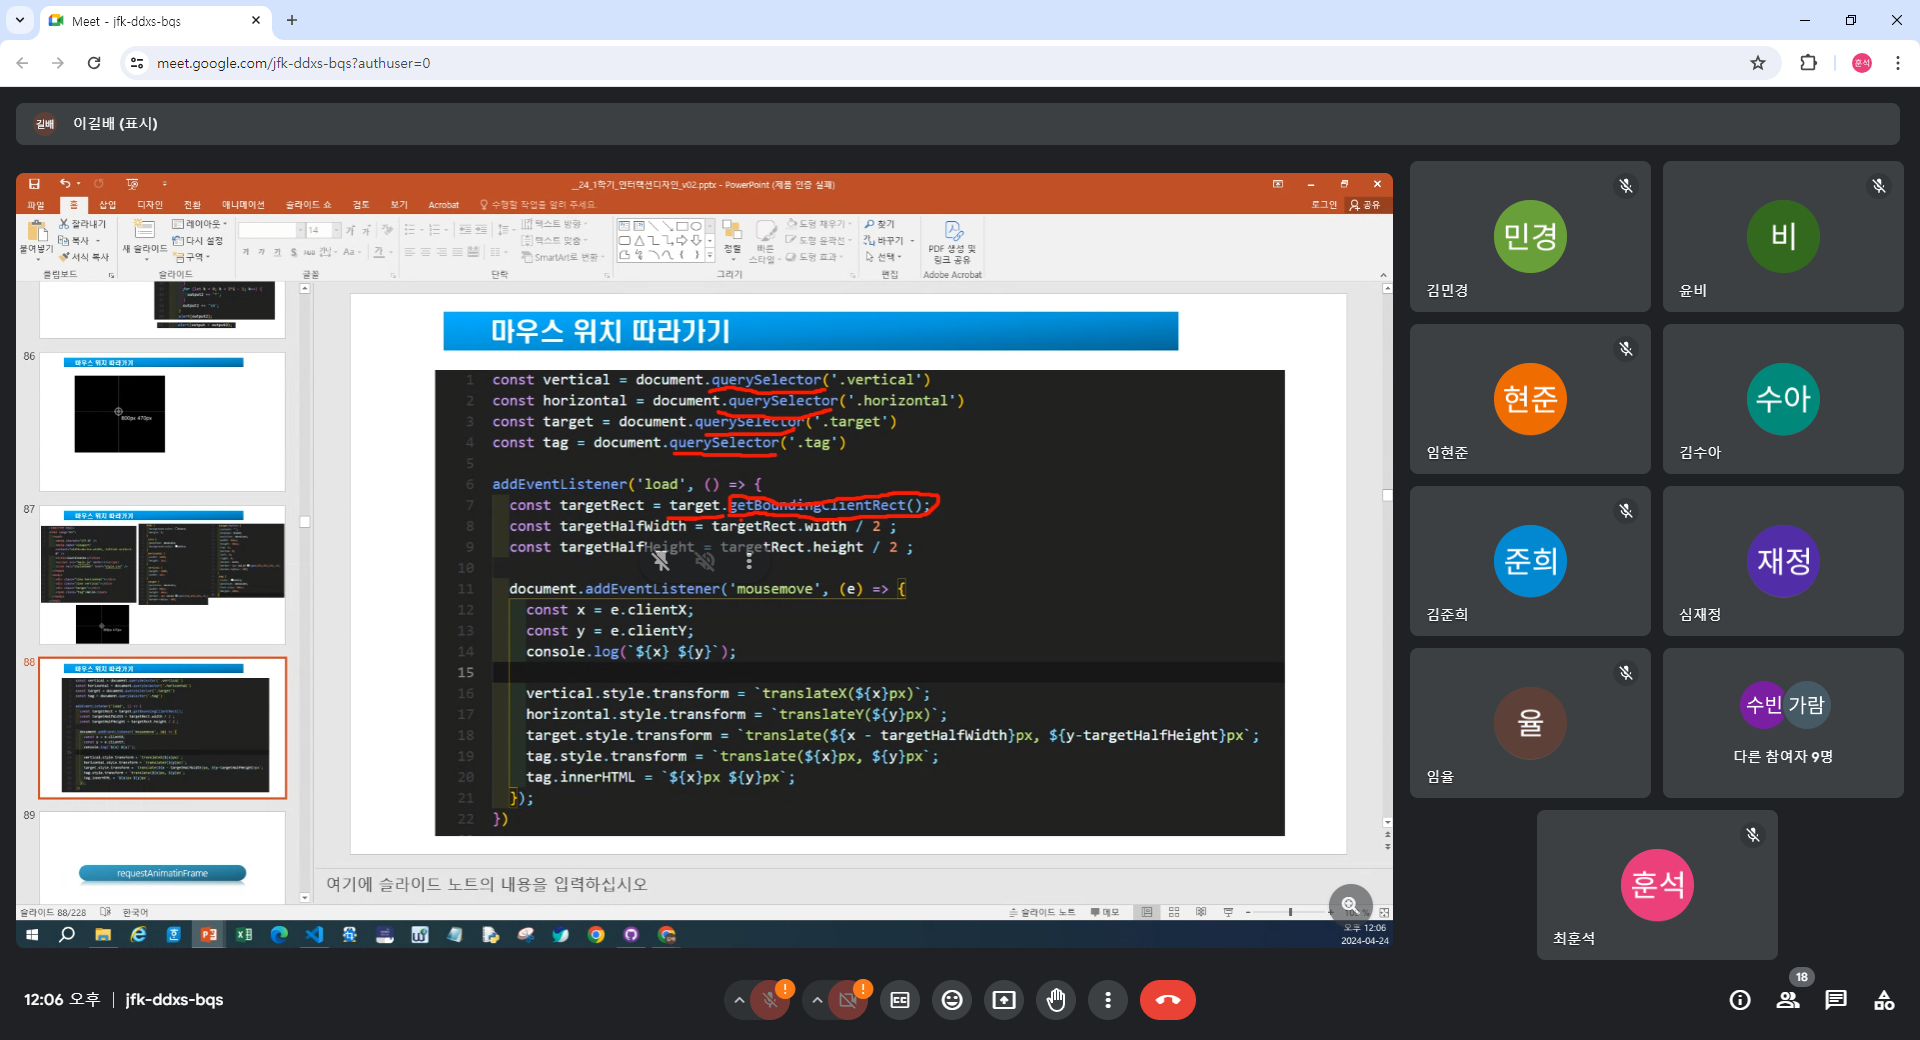 Meet - jfk-ddxs-bqs
meet.google.com/jfk-ddxs-bqs?authuser=0
훈석
길배
이길배 (표시)
__24_1학기_인터랙션디자인_v02.pptx - PowerPoint (제품 인증 실패)
파일 홈 삽입 디자인 전환 애니메이션 슬라이드 쇼 검토 보기 Acrobat 수행할 작업을 알려 주세요.
로그인 공유
붙여넣기
잘라내기
복사
서식 복사
클립보드
새 슬라이드
레이아웃
다시 설정
구역
슬라이드
14
글꼴
텍스트 방향
텍스트 맞춤
SmartArt로 변환
단락
정렬
빠른 스타일
도형 채우기
도형 윤곽선
도형 효과
그리기
찾기
바꾸기
선택
편집
PDF 생성 및 링크 공유
Adobe Acrobat
86
마우스 위치 따라가기
800px 470px
87
마우스 위치 따라가기
88
마우스 위치 따라가기
89
requestAnimatinFrame
마우스 위치 따라가기
1 const vertical = document.querySelector('.vertical')
2 const horizontal = document.querySelector('.horizontal')
3 const target = document.querySelector('.target')
4 const tag = document.querySelector('.tag')
5
6 addEventListener('load', () => {
7 const targetRect = target.getBoundingClientRect();
8 const targetHalfWidth = targetRect.width / 2 ;
9 const targetHalfHeight = targetRect.height / 2 ;
10
11 document.addEventListener('mousemove', (e) => {
12 const x = e.clientX;
13 const y = e.clientY;
14 console.log(`${x} ${y}`);
15
16 vertical.style.transform = `translateX(${x}px)`;
17 horizontal.style.transform = `translateY(${y}px)`;
18 target.style.transform = `translate(${x - targetHalfWidth}px, ${y-targetHalfHeight}px`;
19 tag.style.transform = `translate(${x}px, ${y}px`;
20 tag.innerHTML = `${x}px ${y}px`;
21 });
22 })
여기에 슬라이드 노트의 내용을 입력하십시오
슬라이드 88/228 한국어
슬라이드 노트 메모
오후 12:06
2024-04-24
민경
김민경
비
윤비
현준
임현준
수아
김수아
준희
김준희
재정
심재정
율
임율
수빈 가람
다른 참여자 9명
훈석
최훈석
12:06 오후 | jfk-ddxs-bqs
18